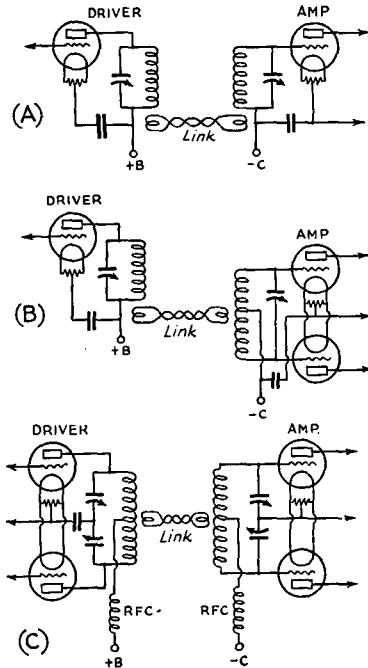 DRIVER
AMP
(A)
Link
+B
-C
DRIVER
AMP
(B)
Link
+B
-C
DRIVER
AMP.
(C)
Link
RFC-
RFC
+B
-C